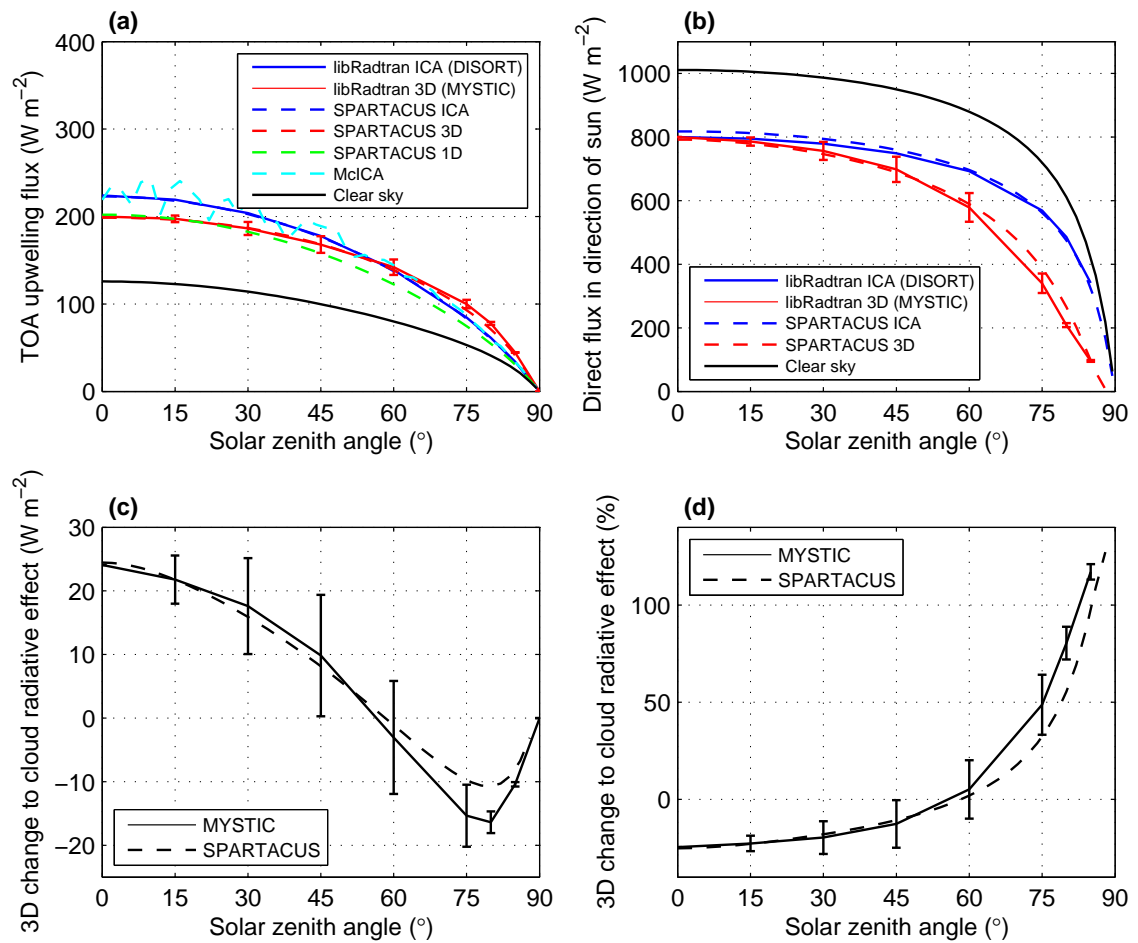 (a)
TOA upwelling flux (W m−2)
400
300
200
100
0
libRadtran ICA (DISORT)
libRadtran 3D (MYSTIC)
SPARTACUS ICA
SPARTACUS 3D
SPARTACUS 1D
McICA
Clear sky
0 15 30 45 60 75 90
Solar zenith angle (°)
(b)
Direct flux in direction of sun (W m−2)
1000
800
600
400
200
0
libRadtran ICA (DISORT)
libRadtran 3D (MYSTIC)
SPARTACUS ICA
SPARTACUS 3D
Clear sky
0 15 30 45 60 75 90
Solar zenith angle (°)
(c)
3D change to cloud radiative effect (W m−2)
30
20
10
0
−10
−20
MYSTIC
SPARTACUS
0 15 30 45 60 75 90
Solar zenith angle (°)
(d)
3D change to cloud radiative effect (%)
100
50
0
MYSTIC
SPARTACUS
0 15 30 45 60 75 90
Solar zenith angle (°)